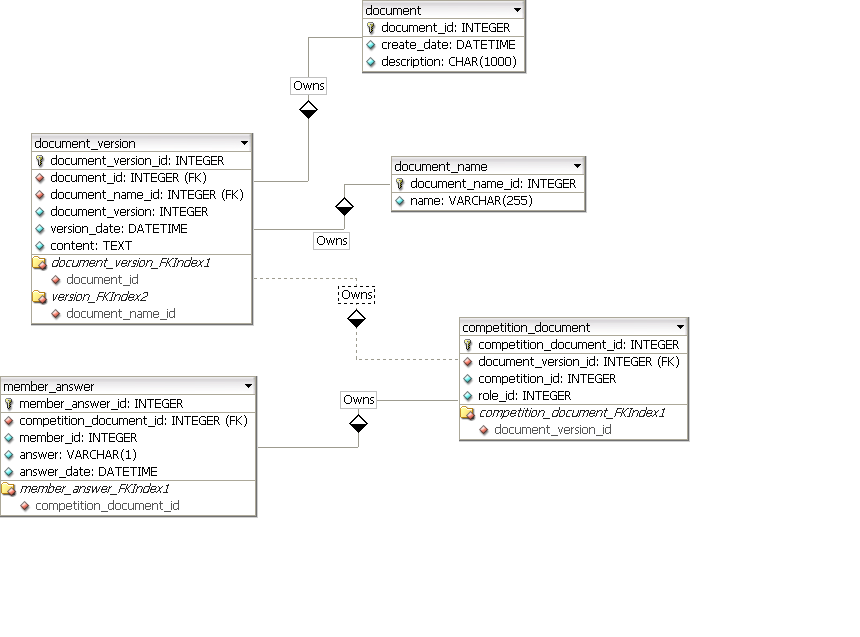 document
document_id: INTEGER
create_date: DATETIME
description: CHAR(1000)
Owns
document_version
document_version_id: INTEGER
document_id: INTEGER (FK)
document_name_id: INTEGER (FK)
document_version: INTEGER
version_date: DATETIME
content: TEXT
document_version_FKIndex1
document_id
version_FKIndex2
document_name_id
document_name
document_name_id: INTEGER
name: VARCHAR(255)
Owns
Owns
competition_document
competition_document_id: INTEGER
document_version_id: INTEGER (FK)
competition_id: INTEGER
role_id: INTEGER
competition_document_FKIndex1
document_version_id
Owns
member_answer
member_answer_id: INTEGER
competition_document_id: INTEGER (FK)
member_id: INTEGER
answer: VARCHAR(1)
answer_date: DATETIME
member_answer_FKIndex1
competition_document_id